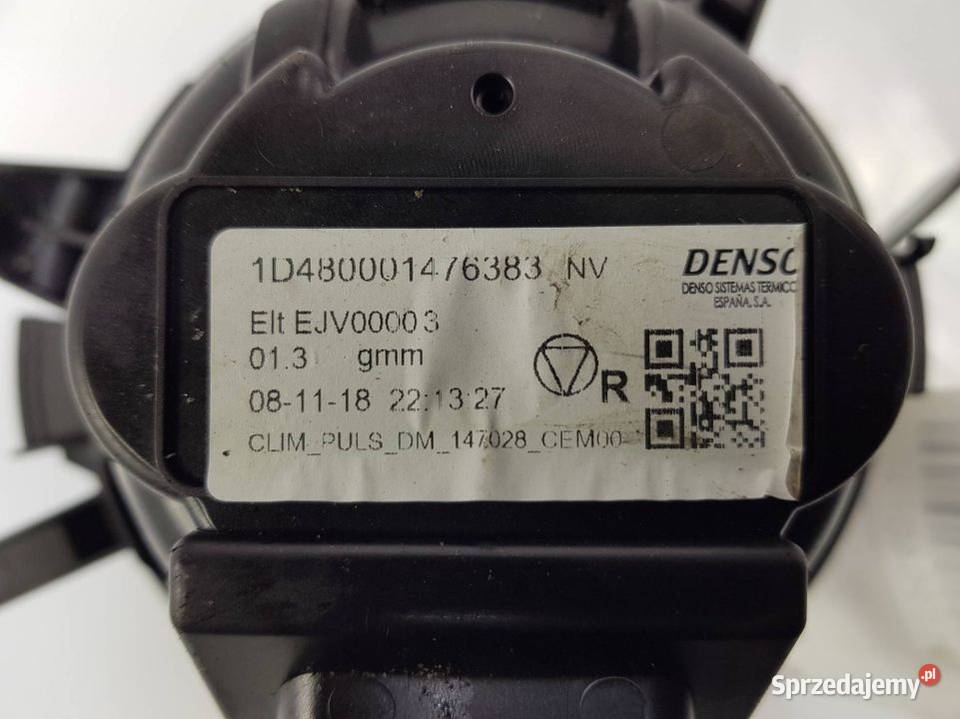 1D480001476383 NV
DENSO
DENSO SISTEMAS TERMICO
ESPAÑA, S.A.
Elt EJV00003
01.3 gmm
08-11-18 22:13:27
R
CLIM_PULS_DM_147028_CEM00
Sprzedajemy.pl